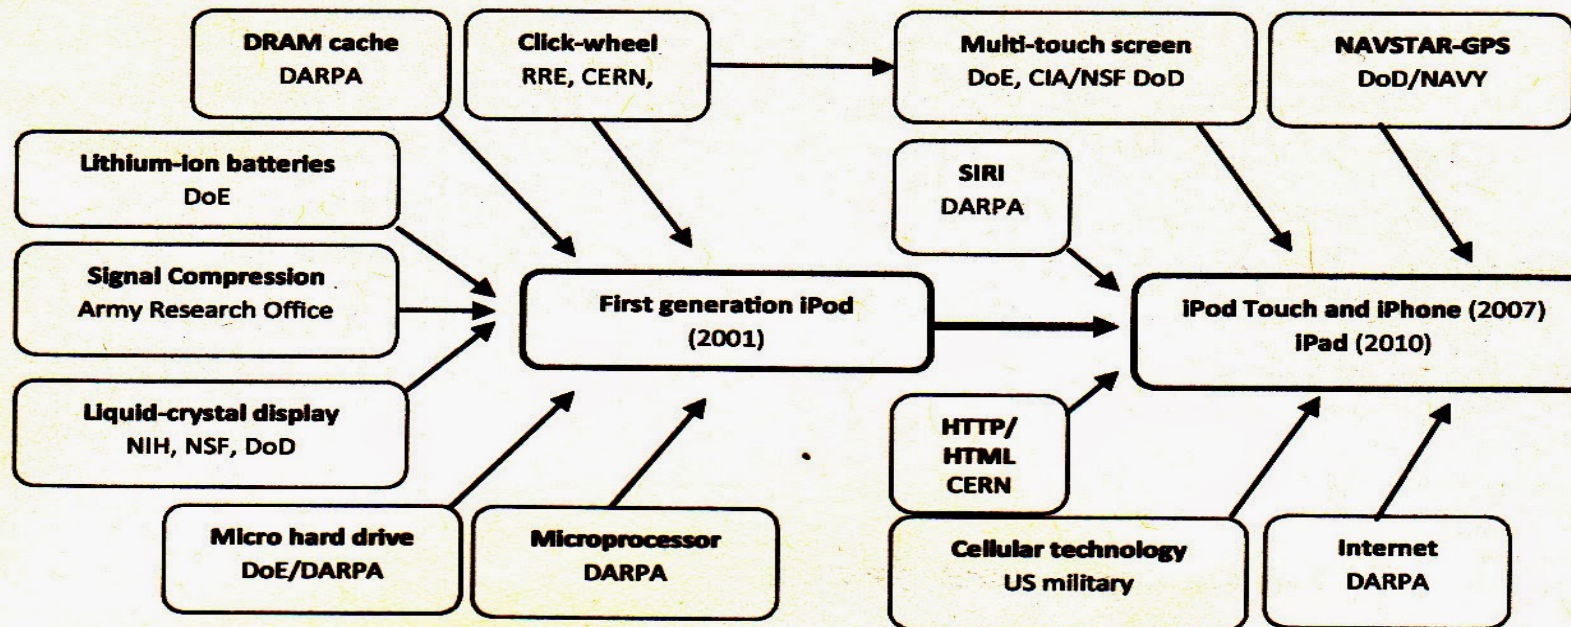 DRAM cache
DARPA
Click-wheel
RRE, CERN,
Multi-touch screen
DoE, CIA/NSF DoD
NAVSTAR-GPS
DoD/NAVY
Lithium-ion batteries
DoE
SIRI
DARPA
Signal Compression
Army Research Office
First generation iPod
(2001)
iPod Touch and iPhone (2007)
iPad (2010)
Liquid-crystal display
NIH, NSF, DoD
HTTP/
HTML
CERN
Micro hard drive
DoE/DARPA
Microprocessor
DARPA
Cellular technology
US military
Internet
DARPA